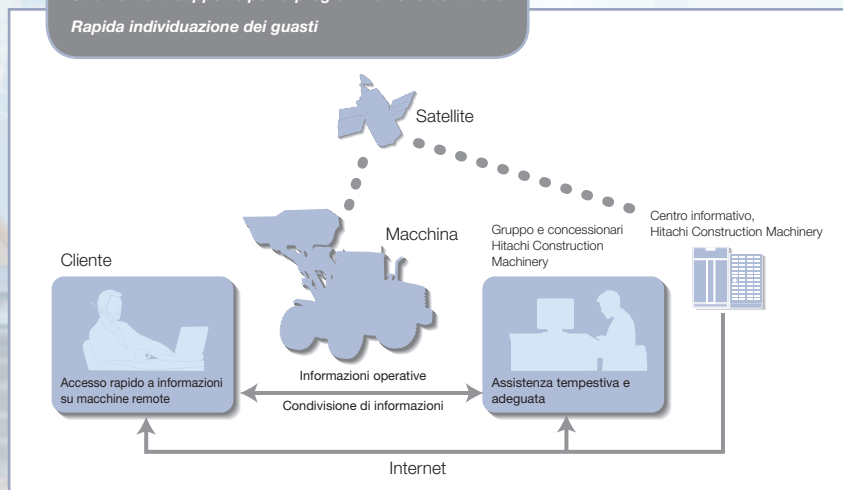 Rapida individuazione dei guasti
Satellite
Centro informativo,
Hitachi Construction Machinery
Gruppo e concessionari
Hitachi Construction
Machinery
Macchina
Cliente
Accesso rapido a informazioni
su macchine remote
Informazioni operative
Condivisione di informazioni
Assistenza tempestiva e
adeguata
Internet